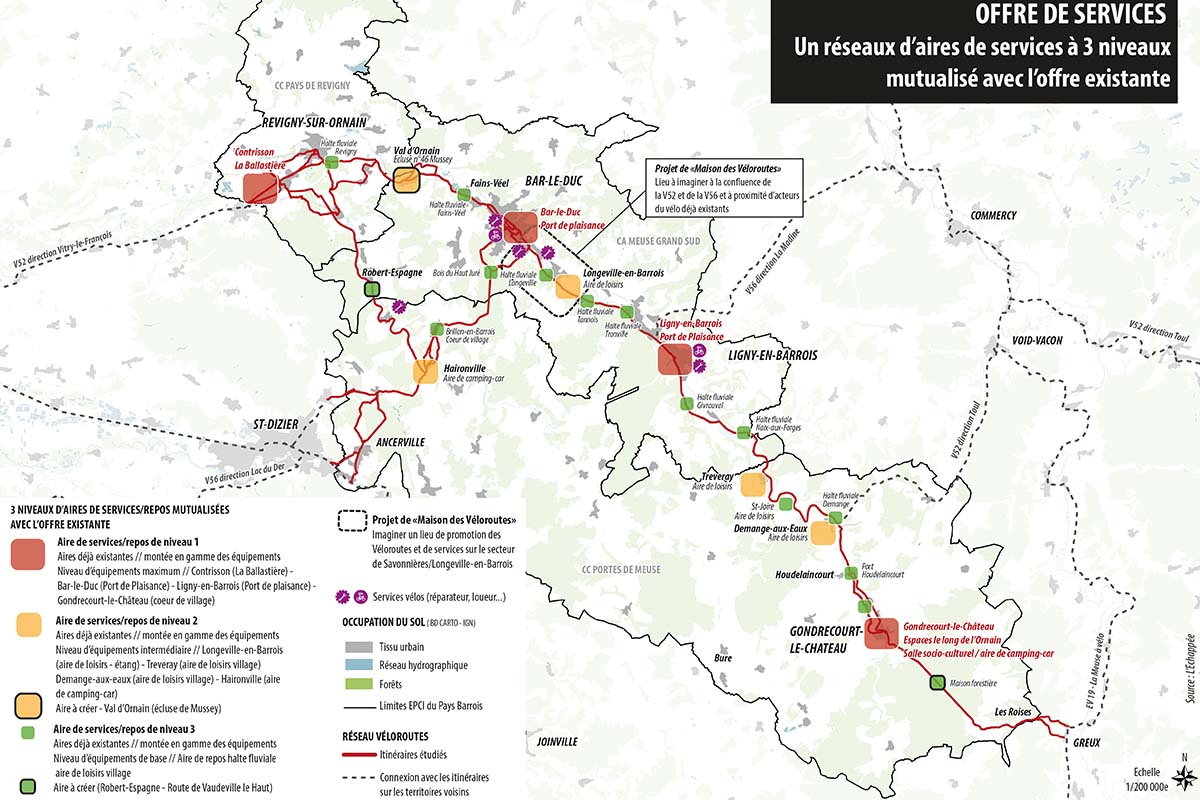 OFFRE DE SERVICES
Un réseaux d'aires de services à 3 niveaux
mutualisé avec l'offre existante
CC PAYS DE REVIGNY
REVIGNY-SUR-ORNAIN
Contrisson
La Ballastière
Halte fluviale
Revigny
Val d'Ornain
Ecluse n°46 Mussey
Fains-Véel
Halte fluviale-
Fains-Véel
BAR-LE-DUC
Bar-le-Duc
Port de plaisance
Projet de «Maison des Véloroutes»
Lieu à imaginer à la confluence de
la V52 et de la V56 et à proximité d'acteurs
du vélo déjà existants
COMMERCY
CA MEUSE GRAND SUD
V56 direction La Madine
V52 direction Vitry-le-François
Robert-Espagne
Bois du Haut Juré
Halte fluviale
Longeville
Longeville-en-Barrois
Aire de loisirs
Halte fluviale
Tannois
Halte fluviale
Tronville
Brillon-en-Barrois
Coeur de village
Ligny-en-Barrois
Port de Plaisance
LIGNY-EN-BARROIS
VOID-VACON
V52 direction Toul
Haironville
Aire de camping-car
Halte fluviale
Givrauval
Halte fluviale
Naix-aux-Forges
ST-DIZIER
ANCERVILLE
V56 direction Lac du Der
V52 direction Toul
Treveray
Aire de loisirs
St-Joire
Aire de loisirs
Halte fluviale
Demange
Demange-aux-Eaux
Aire de loisirs
CC PORTES DE MEUSE
Houdelaincourt
Port
Houdelaincourt
GONDRECOURT-
LE-CHATEAU
Gondrecourt-le-Château
Espaces le long de l'Ornain
Salle socio-culturel / aire de camping-car
Bure
Maison forestière
Les Roises
EV 19 - La Meuse à vélo
GREUX
JOINVILLE
Source : L'Echappée
N
Echelle
1/200 000e
3 NIVEAUX D'AIRES DE SERVICES/REPOS MUTUALISÉES
AVEC L'OFFRE EXISTANTE
Aire de services/repos de niveau 1
Aires déjà existantes // montée en gamme des équipements
Niveau d'équipements maximum // Contrisson (La Ballastière) -
Bar-le-Duc (Port de Plaisance) - Ligny-en-Barrois (Port de plaisance) -
Gondrecourt-le-Château (coeur de village)
Aire de services/repos de niveau 2
Aires déjà existantes // montée en gamme des équipements
Niveau d'équipements intermédiaire // Longeville-en-Barrois
(aire de loisirs - étang) - Treveray (aire de loisirs village)
Demange-aux-eaux (aire de loisirs village) - Haironville (aire
de camping-car)
Aire à créer - Val d'Ornain (écluse de Mussey)
Aire de services/repos de niveau 3
Aires déjà existantes // montée en gamme des équipements
Niveau d'équipements de base // Aire de repos halte fluviale
aire de loisirs village
Aire à créer (Robert-Espagne - Route de Vaudeville le Haut)
Projet de «Maison des Véloroutes»
Imaginer un lieu de promotion des
Véloroutes et de services sur le secteur
de Savonnières/Longeville-en-Barrois
Services vélos (réparateur, loueur...)
OCCUPATION DU SOL (BD CARTO - IGN)
Tissu urbain
Réseau hydrographique
Forêts
Limites EPCI du Pays Barrois
RÉSEAU VÉLOROUTES
Itinéraires étudiés
Connexion avec les itinéraires
sur les territoires voisins